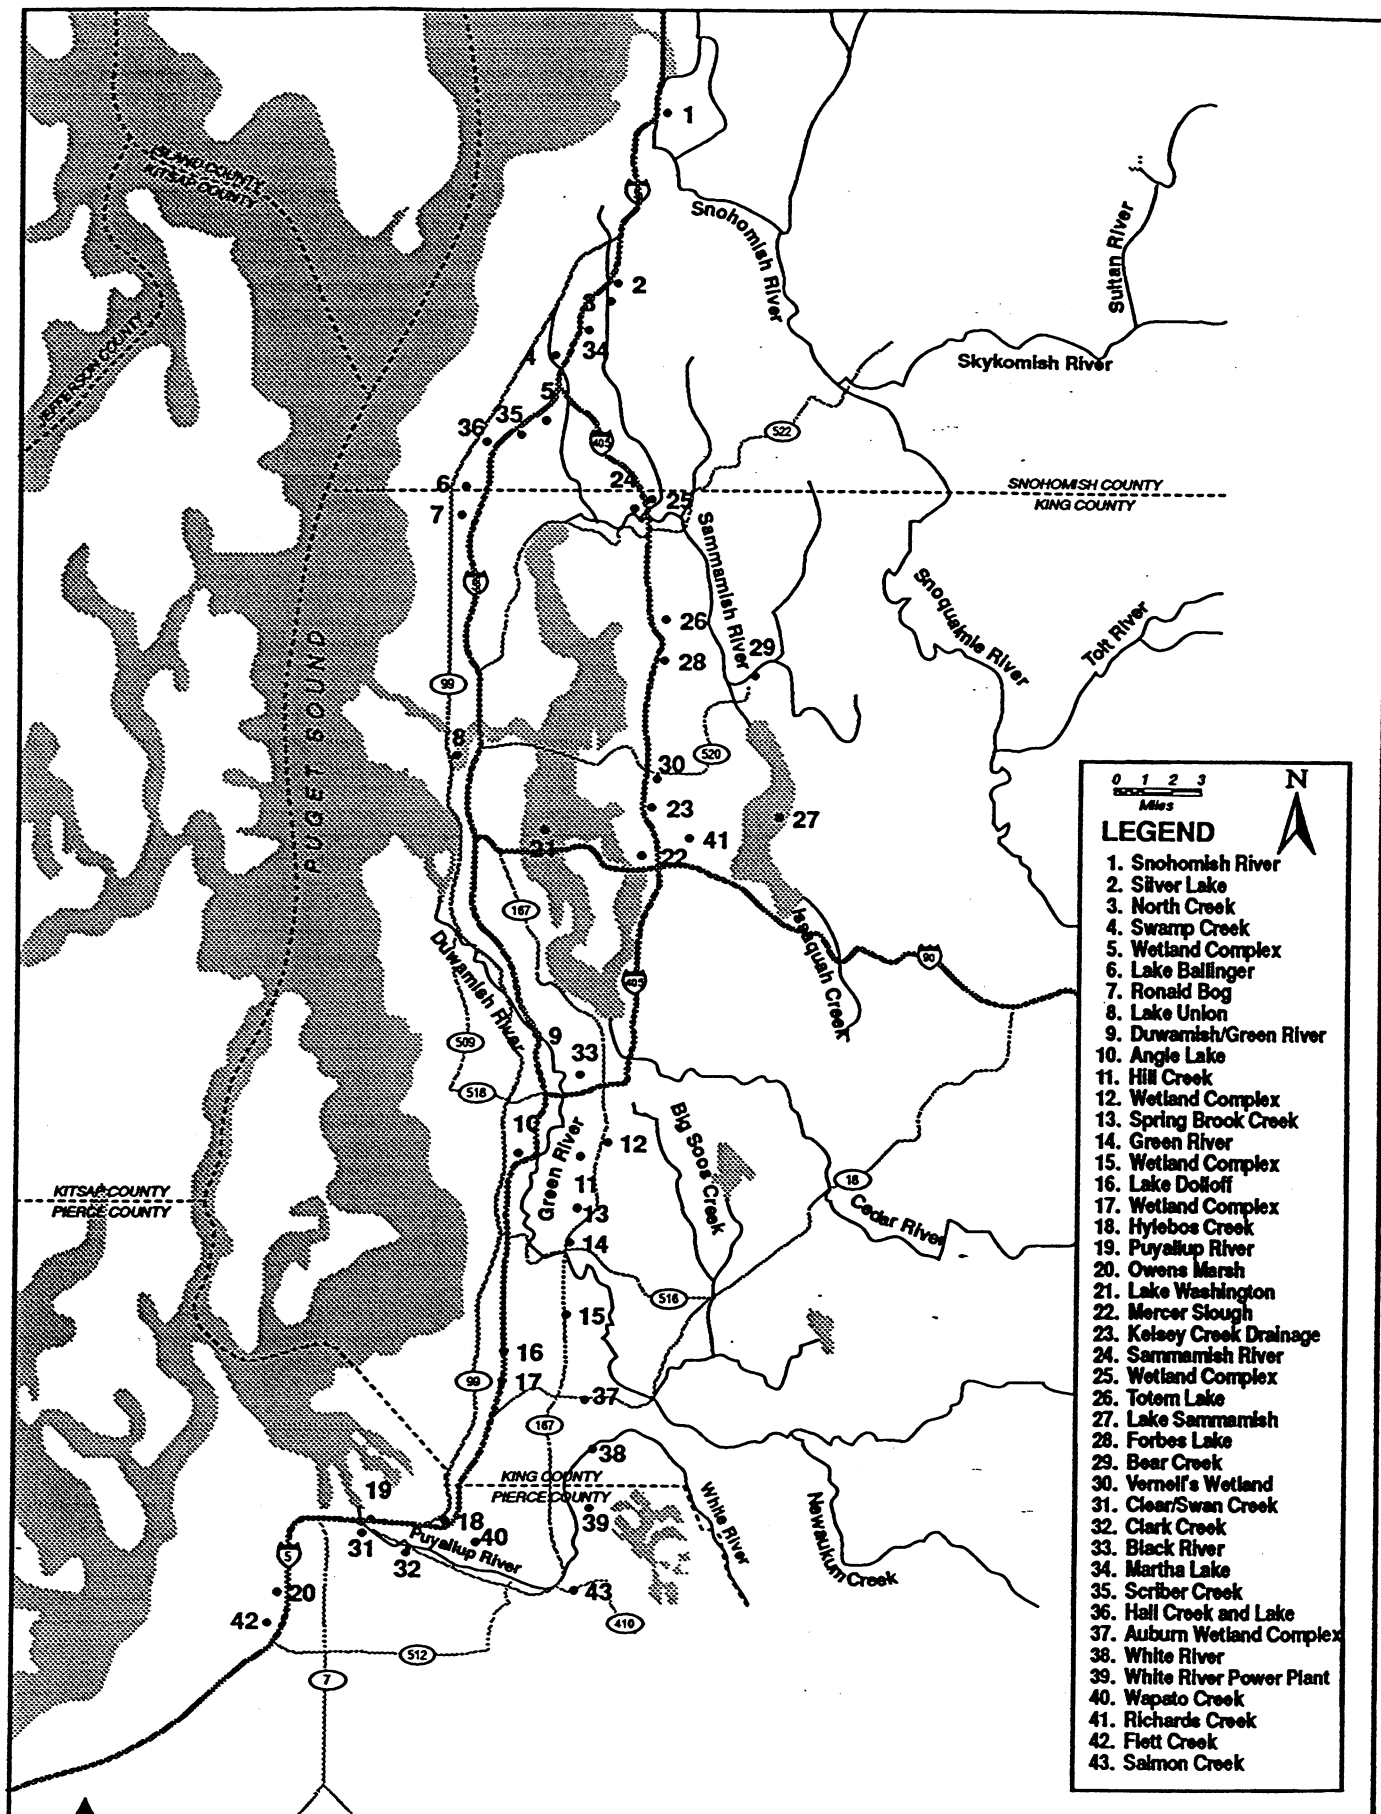 1
ISLAND COUNTY
KITSAP COUNTY
5
Snohomish River
Sultan River
2
3
JEFFERSON COUNTY
34
4
Skykomish River
5
35
36
405
522
24
6
25
SNOHOMISH COUNTY
KING COUNTY
7
Sammamish River
5
Snoqualmie River
26
Tolt River
PUGET SOUND
28
29
99
8
520
30
23
27
41
21
22
167
Duwamish River
Issaquah Creek
90
405
9
509
33
518
Big Soos Creek
10
12
Green River
11
18
KITSAP COUNTY
PIERCE COUNTY
13
Cedar River
14
516
15
16
99
17
37
167
38
KING COUNTY
PIERCE COUNTY
19
White River
Newaukum Creek
18
39
40
31
Puyallup River
32
5
20
43
42
410
512
7
0 1 2 3
Miles
N
LEGEND
1. Snohomish River
2. Silver Lake
3. North Creek
4. Swamp Creek
5. Wetland Complex
6. Lake Ballinger
7. Ronald Bog
8. Lake Union
9. Duwamish/Green River
10. Angle Lake
11. Hill Creek
12. Wetland Complex
13. Spring Brook Creek
14. Green River
15. Wetland Complex
16. Lake Dolloff
17. Wetland Complex
18. Hylebos Creek
19. Puyallup River
20. Owens Marsh
21. Lake Washington
22. Mercer Slough
23. Kelsey Creek Drainage
24. Sammamish River
25. Wetland Complex
26. Totem Lake
27. Lake Sammamish
28. Forbes Lake
29. Bear Creek
30. Vernell's Wetland
31. Clear/Swan Creek
32. Clark Creek
33. Black River
34. Martha Lake
35. Scriber Creek
36. Hall Creek and Lake
37. Auburn Wetland Complex
38. White River
39. White River Power Plant
40. Wapato Creek
41. Richards Creek
42. Flett Creek
43. Salmon Creek